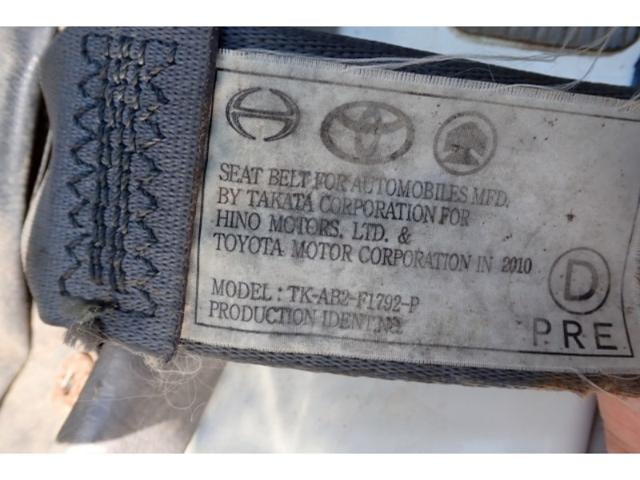 SEAT BELT FOR AUTOMOBILES MFD.
BY TAKATA CORPORATION FOR
HINO MOTORS, LTD. &
TOYOTA MOTOR CORPORATION IN 2010
MODEL : TK-AB2-F1792-P
PRODUCTION IDENT.NO.
D
PRE